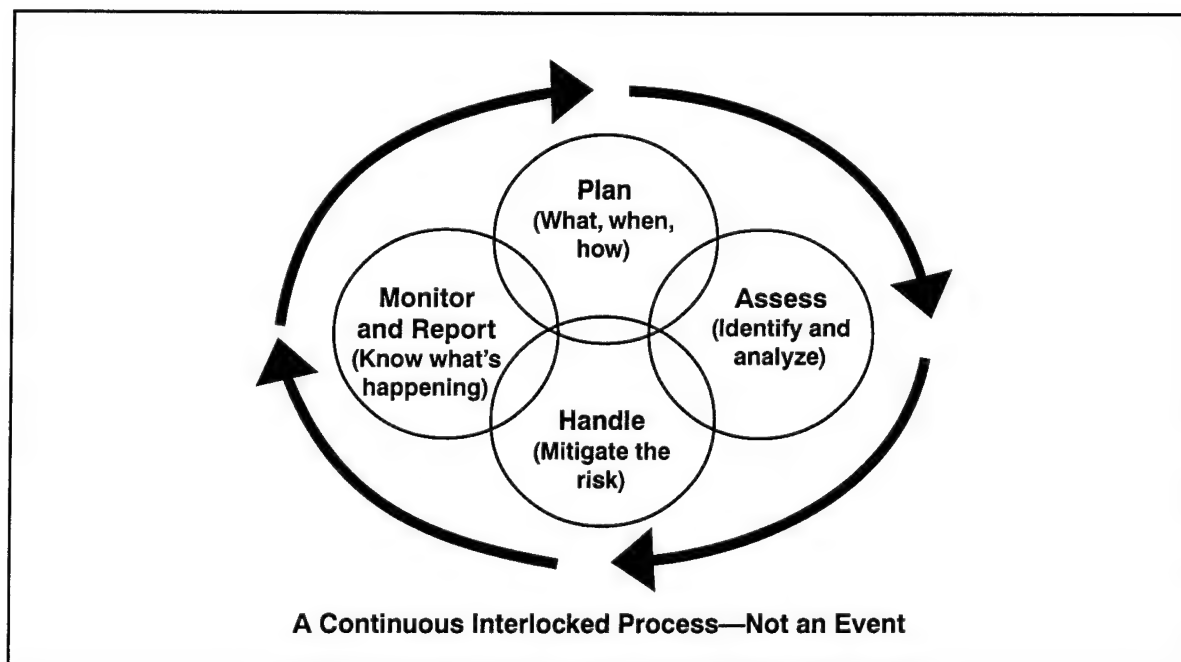 Plan
(What, when,
how)
Monitor
and Report
(Know what's
happening)
Assess
(Identify and
analyze)
Handle
(Mitigate the
risk)
A Continuous Interlocked Process—Not an Event